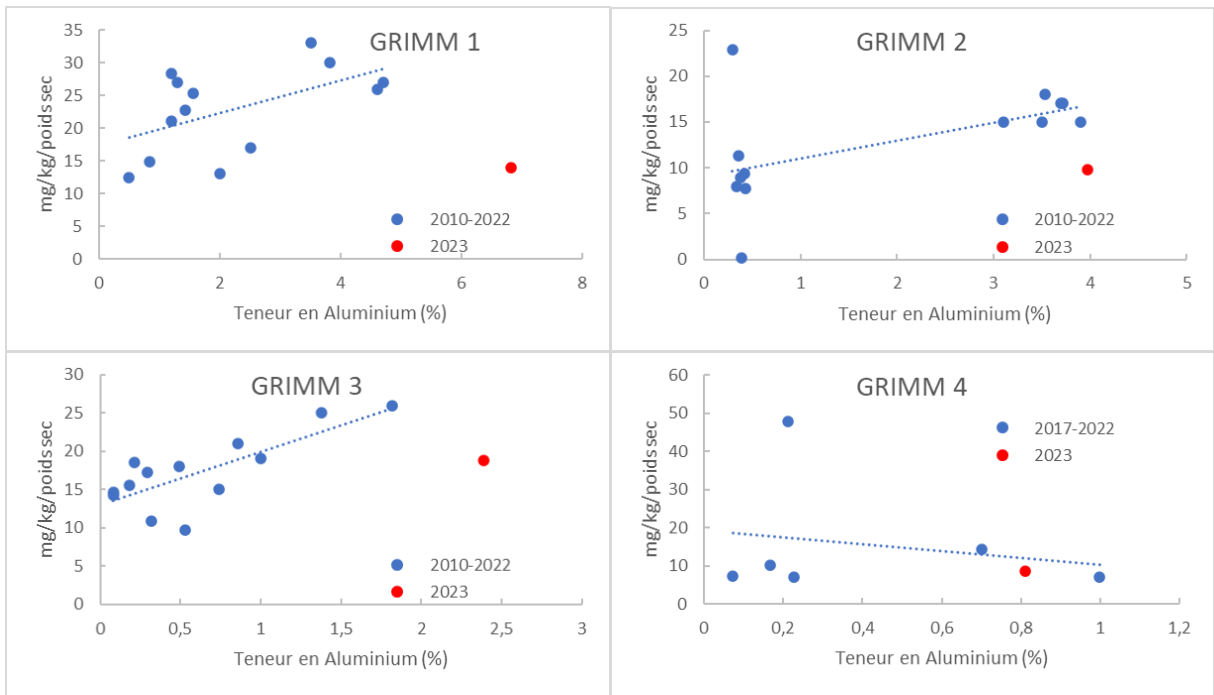 GRIMM 1
mg/kg/poids sec
35
30
25
20
15
10
5
0
0 2 4 6 8
Teneur en Aluminium (%)
2010-2022
2023
GRIMM 2
mg/kg/poids sec
25
20
15
10
5
0
0 1 2 3 4 5
Teneur en Aluminium (%)
2010-2022
2023
GRIMM 3
mg/kg/poids sec
30
25
20
15
10
5
0
0 0,5 1 1,5 2 2,5 3
Teneur en Aluminium (%)
2010-2022
2023
GRIMM 4
mg/kg/poids sec
60
50
40
30
20
10
0
0 0,2 0,4 0,6 0,8 1 1,2
Teneur en Aluminium (%)
2017-2022
2023